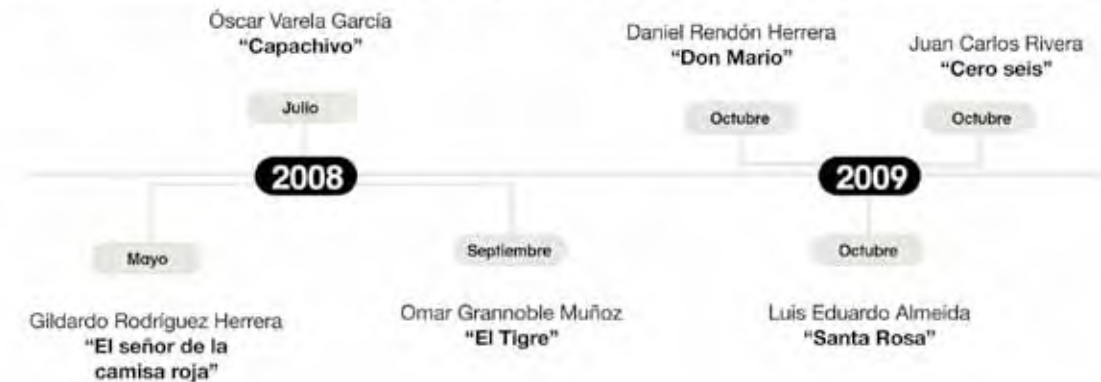 Óscar Varela García
“Capachivo”
Julio
2008
Mayo
Gildardo Rodríguez Herrera
“El señor de la
camisa roja”
Septiembre
Omar Grannoble Muñoz
“El Tigre”
Daniel Rendón Herrera
“Don Mario”
Octubre
Juan Carlos Rivera
“Cero seis”
Octubre
2009
Octubre
Luis Eduardo Almeida
“Santa Rosa”